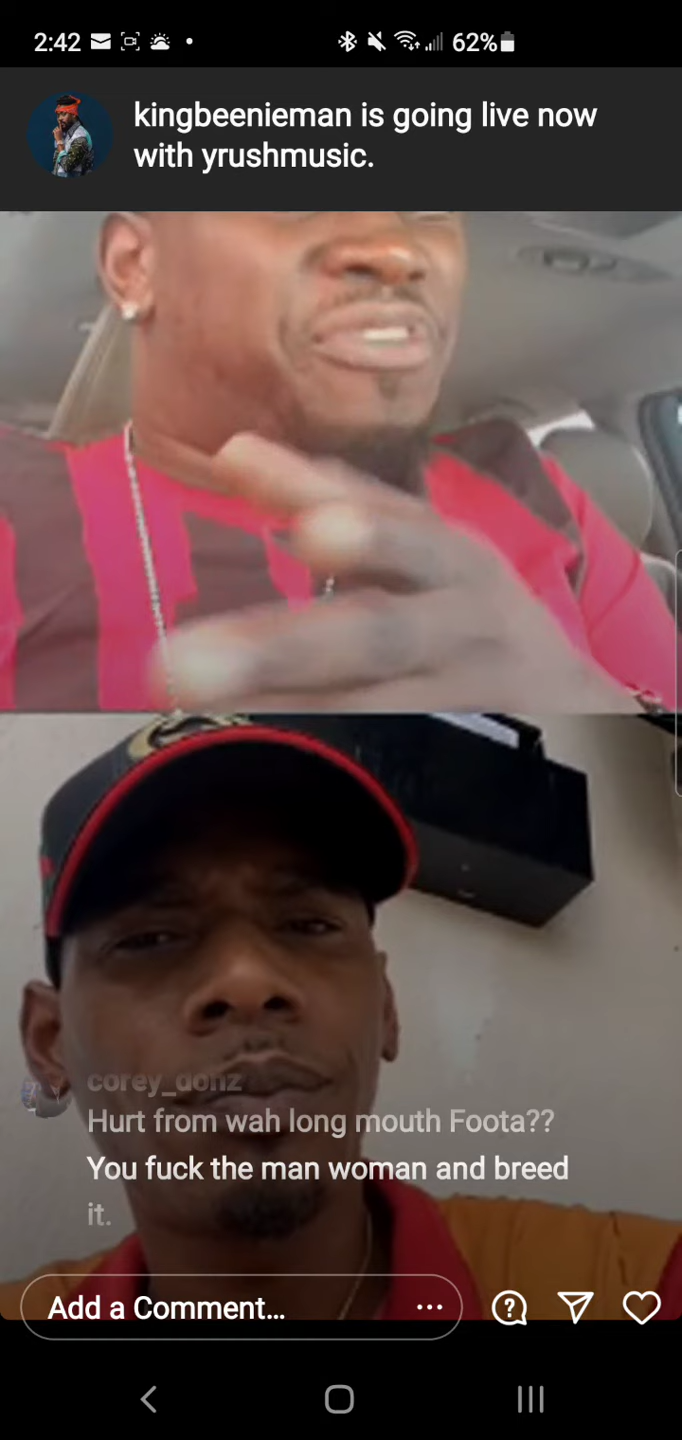 2:42
62%
kingbeenieman is going live now
with yrushmusic.
corey_donz
Hurt from wah long mouth Foota??
You fuck the man woman and breed
it.
Add a Comment...